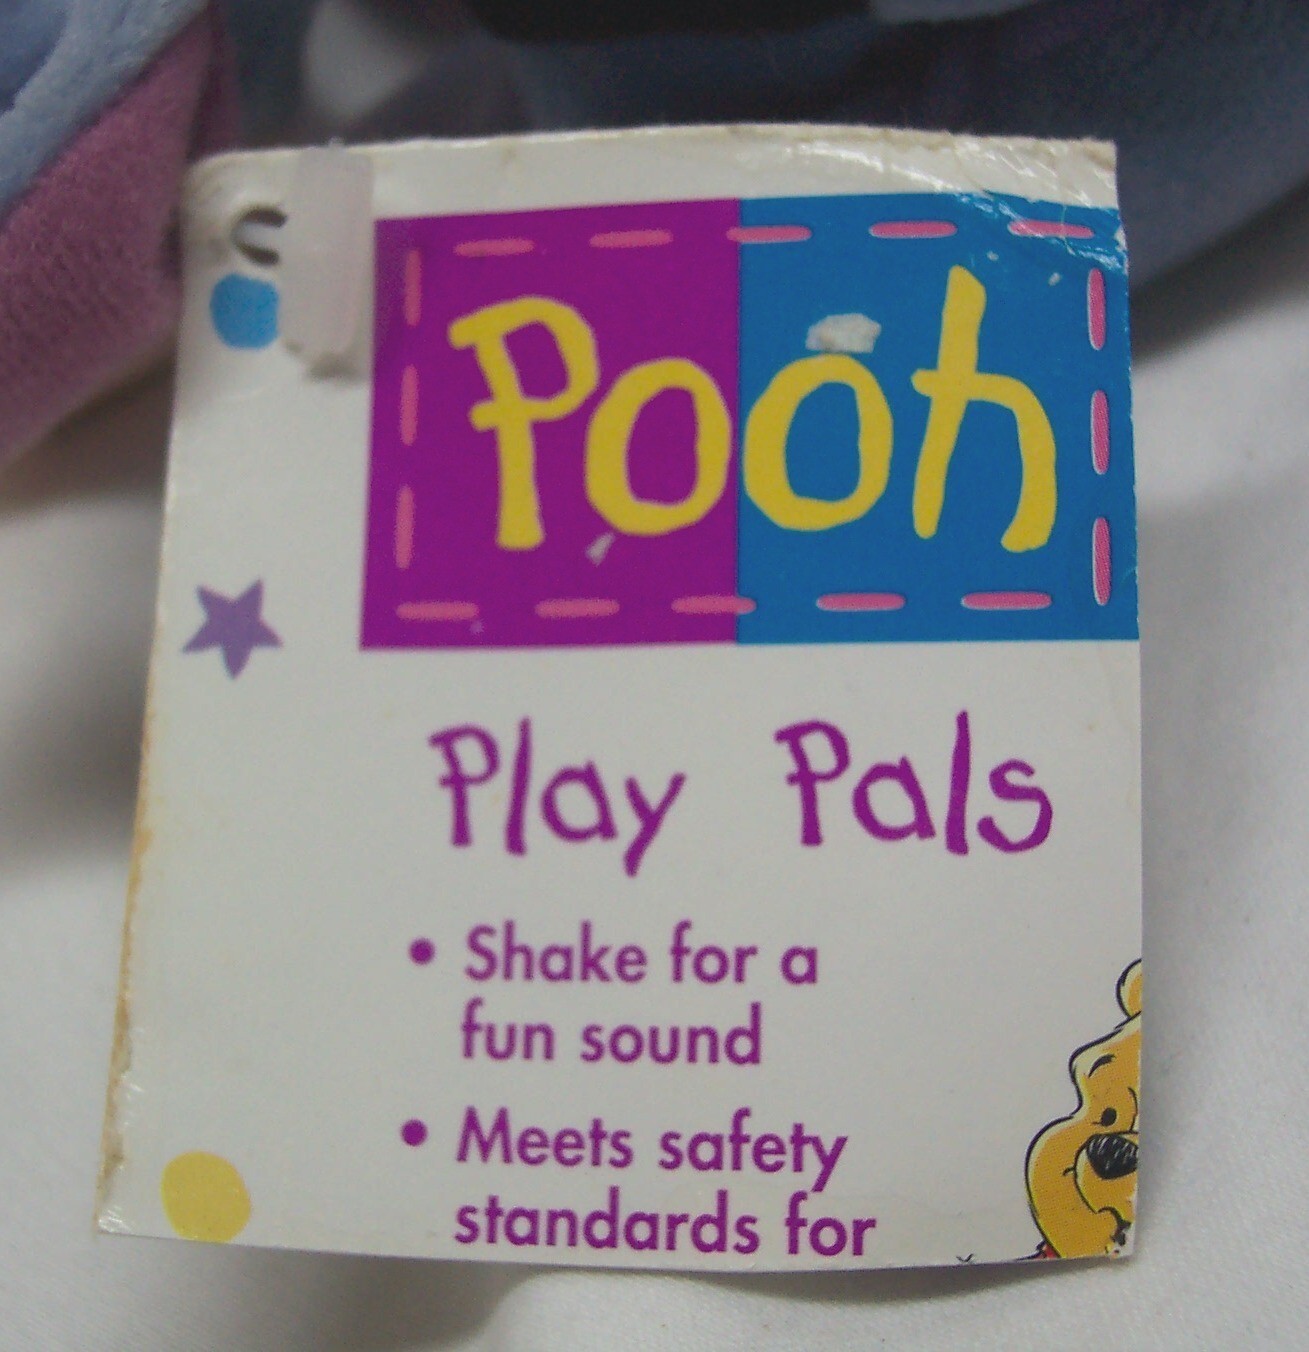 Pooh
Play Pals
• Shake for a
fun sound
• Meets safety
standards for